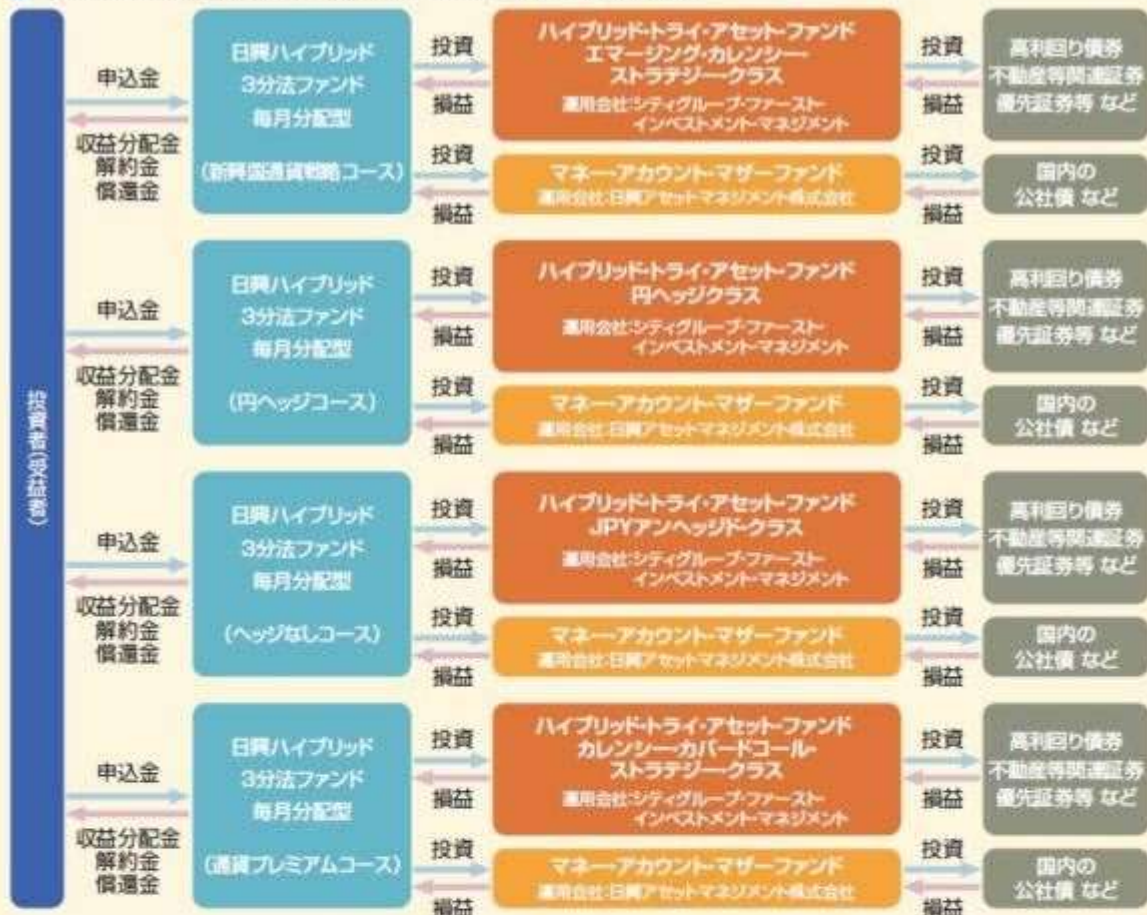 投資者(受益者)
申込金
収益分配金
解約金
償還金
日興ハイブリッド
3分法ファンド
毎月分配型
(新興国通貨戦略コース)
投資
損益
ハイブリッド・トライ・アセット・ファンド
エマージング・カレンシー・
ストラテジー・クラス
運用会社:シティグループ・ファースト・
インベストメント・マネジメント
投資
損益
高利回り債券
不動産等関連証券
優先証券等 など
投資
損益
マネー・アカウント・マザーファンド
運用会社:日興アセットマネジメント株式会社
投資
損益
国内の
公社債 など
申込金
収益分配金
解約金
償還金
日興ハイブリッド
3分法ファンド
毎月分配型
(円ヘッジコース)
投資
損益
ハイブリッド・トライ・アセット・ファンド
円ヘッジクラス
運用会社:シティグループ・ファースト・
インベストメント・マネジメント
投資
損益
高利回り債券
不動産等関連証券
優先証券等 など
投資
損益
マネー・アカウント・マザーファンド
運用会社:日興アセットマネジメント株式会社
投資
損益
国内の
公社債 など
申込金
収益分配金
解約金
償還金
日興ハイブリッド
3分法ファンド
毎月分配型
(ヘッジなしコース)
投資
損益
ハイブリッド・トライ・アセット・ファンド
JPYアンヘッジド・クラス
運用会社:シティグループ・ファースト・
インベストメント・マネジメント
投資
損益
高利回り債券
不動産等関連証券
優先証券等 など
投資
損益
マネー・アカウント・マザーファンド
運用会社:日興アセットマネジメント株式会社
投資
損益
国内の
公社債 など
申込金
収益分配金
解約金
償還金
日興ハイブリッド
3分法ファンド
毎月分配型
(通貨プレミアムコース)
投資
損益
ハイブリッド・トライ・アセット・ファンド
カレンシー・カバードコール・
ストラテジー・クラス
運用会社:シティグループ・ファースト・
インベストメント・マネジメント
投資
損益
高利回り債券
不動産等関連証券
優先証券等 など
投資
損益
マネー・アカウント・マザーファンド
運用会社:日興アセットマネジメント株式会社
投資
損益
国内の
公社債 など